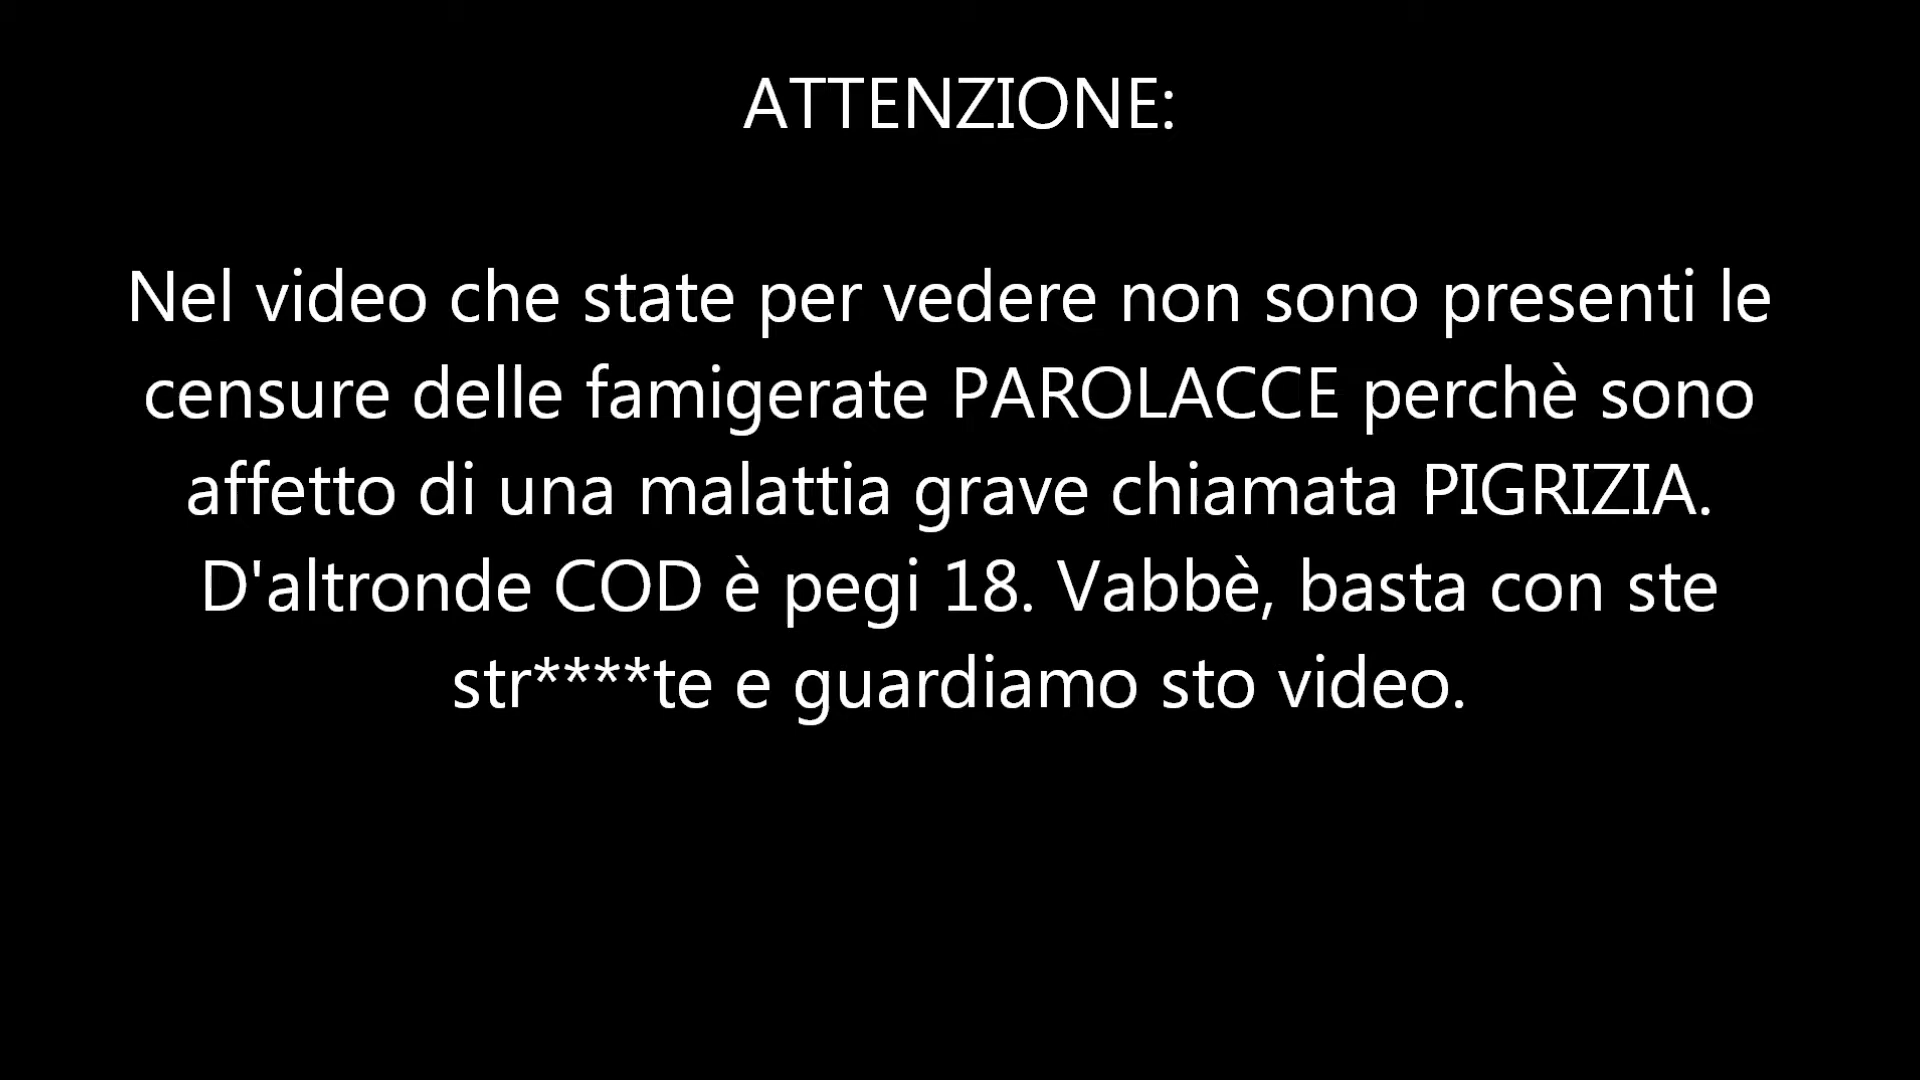 ATTENZIONE:
Nel video che state per vedere non sono presenti le
censure delle famigerate PAROLACCE perchè sono
affetto di una malattia grave chiamata PIGRIZIA.
D'altronde COD è pegi 18. Vabbè, basta con ste
str****te e guardiamo sto video.